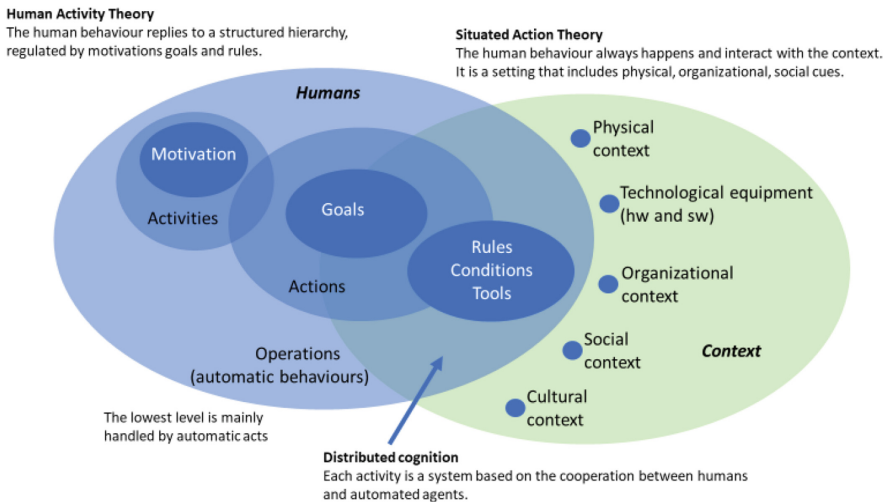 Human Activity Theory
The human behaviour replies to a structured hierarchy,
regulated by motivations goals and rules.
Situated Action Theory
The human behaviour always happens and interact with the context.
It is a setting that includes physical, organizational, social cues.
Humans
Motivation
Activities
Goals
Actions
Rules
Conditions
Tools
Operations
(automatic behaviours)
Physical
context
Technological equipment
(hw and sw)
Organizational
context
Social
context
Context
Cultural
context
The lowest level is mainly
handled by automatic acts
Distributed cognition
Each activity is a system based on the cooperation between humans
and automated agents.